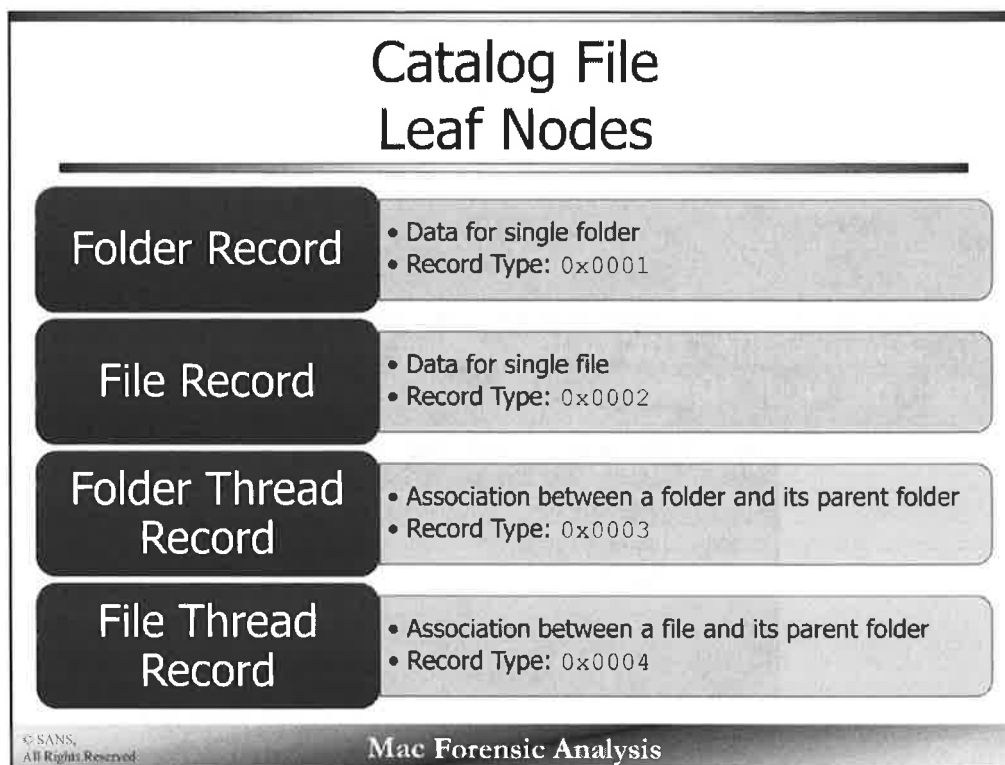 Catalog File
Leaf Nodes
Folder Record
• Data for single folder
• Record Type: 0x0001
File Record
• Data for single file
• Record Type: 0x0002
Folder Thread
Record
• Association between a folder and its parent folder
• Record Type: 0x0003
File Thread
Record
• Association between a file and its parent folder
• Record Type: 0x0004
© SANS,
All Rights Reserved
Mac Forensic Analysis